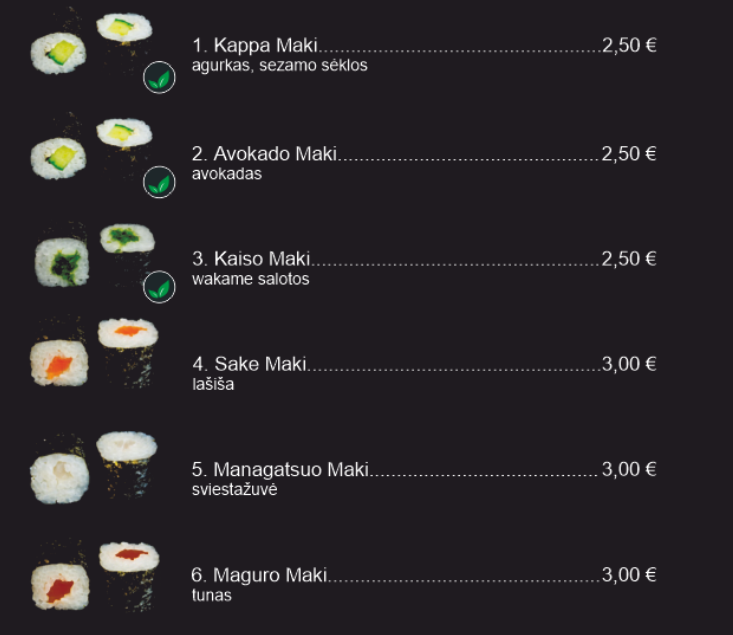 1. Kappa Maki..........................................................2,50 €
agurkas, sezamo sėklos
2. Avokado Maki......................................................2,50 €
avokadas
3. Kaiso Maki...........................................................2,50 €
wakame salotos
4. Sake Maki............................................................3,00 €
lašiša
5. Managatsuo Maki...............................................3,00 €
sviestažuvė
6. Maguro Maki........................................................3,00 €
tunas